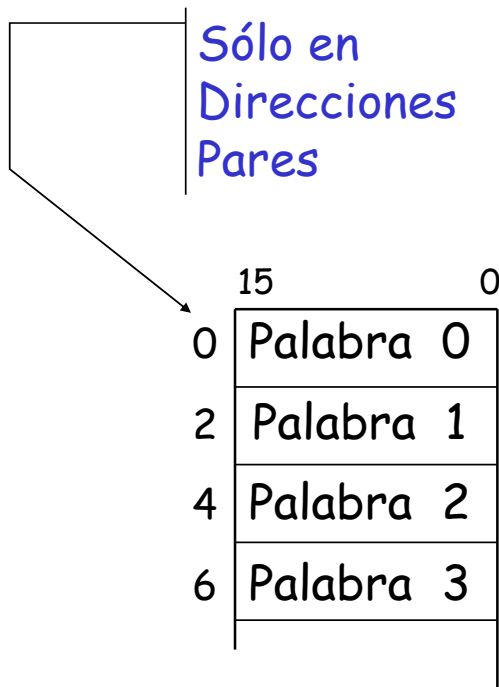 Sólo en
Direcciones
Pares
15 0
0 Palabra 0
2 Palabra 1
4 Palabra 2
6 Palabra 3